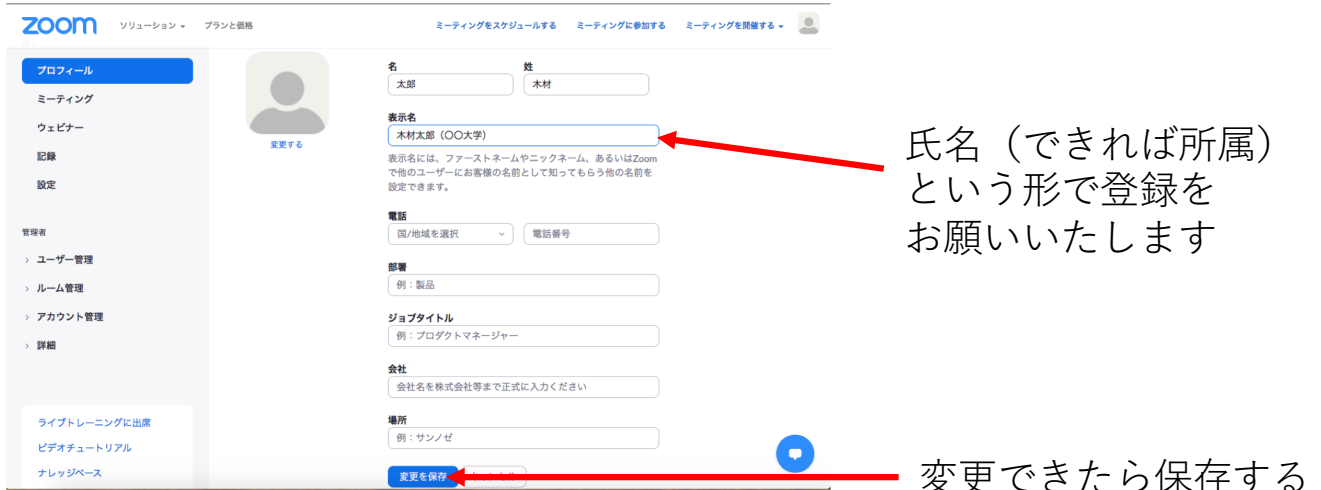 zoom ソリューション プランと価格 ミーティングをスケジュールする ミーティングに参加する ミーティングを開催する
プロフィール
ミーティング
ウェビナー
記録
設定
管理者
ユーザー管理
ルーム管理
アカウント管理
詳細
ライブトレーニングに出席
ビデオチュートリアル
ナレッジベース
変更する
名 姓
太郎 木材
表示名
木材太郎（〇〇大学）
表示名には、ファーストネームやニックネーム、あるいはZoom
で他のユーザーにお客様の名前として知ってもらう他の名前を
設定できます。
電話
国/地域を選択 電話番号
部署
例：製品
ジョブタイトル
例：プロダクトマネージャー
会社
会社名を株式会社等まで正式に入力ください
場所
例：サンノゼ
変更を保存
氏名（できれば所属）
という形で登録を
お願いいたします
変更できたら保存する